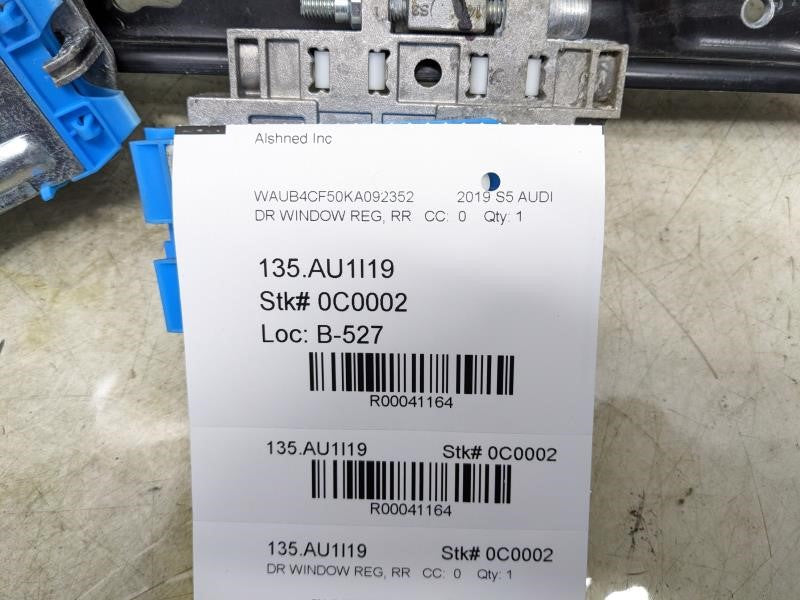 Alshned Inc
WAUB4CF50KA092352 2019 S5 AUDI
DR WINDOW REG, RR CC: 0 Qty: 1
135.AU1I19
Stk# 0C0002
Loc: B-527
R00041164
135.AU1I19 Stk# 0C0002
R00041164
135.AU1I19 Stk# 0C0002
DR WINDOW REG, RR CC: 0 Qty: 1